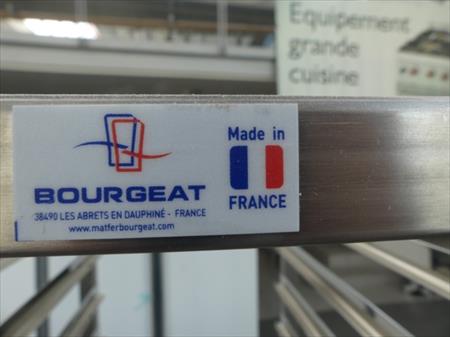 Equipement
grande
cuisine
Made in
FRANCE
BOURGEAT
38490 LES ABRETS EN DAUPHINÉ - FRANCE
www.matferbourgeat.com